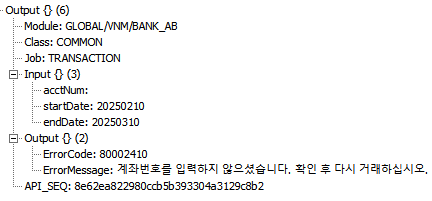 Output {} (6)
Module: GLOBAL/VNM/BANK_AB
Class: COMMON
Job: TRANSACTION
Input {} (3)
acctNum:
startDate: 20250210
endDate: 20250310
Output {} (2)
ErrorCode: 80002410
ErrorMessage: 계좌번호를 입력하지 않으셨습니다. 확인 후 다시 거래하십시오.
API_SEQ: 8e62ea822980ccb5b393304a3129c8b2